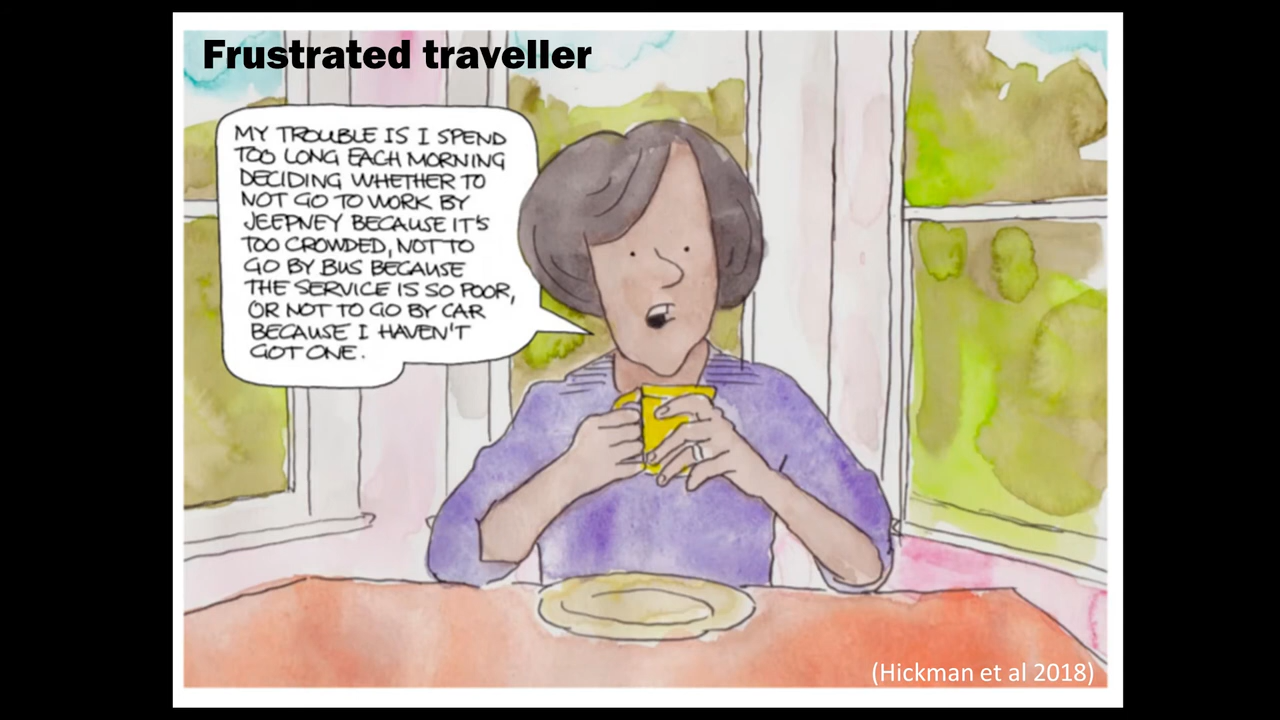 Frustrated traveller
MY TROUBLE IS I SPEND
TOO LONG EACH MORNING
DECIDING WHETHER TO
NOT GO TO WORK BY
JEEPNEY BECAUSE IT'S
TOO CROWDED, NOT TO
GO BY BUS BECAUSE
THE SERVICE IS SO POOR,
OR NOT TO GO BY CAR
BECAUSE I HAVEN'T
GOT ONE.
(Hickman et al 2018)